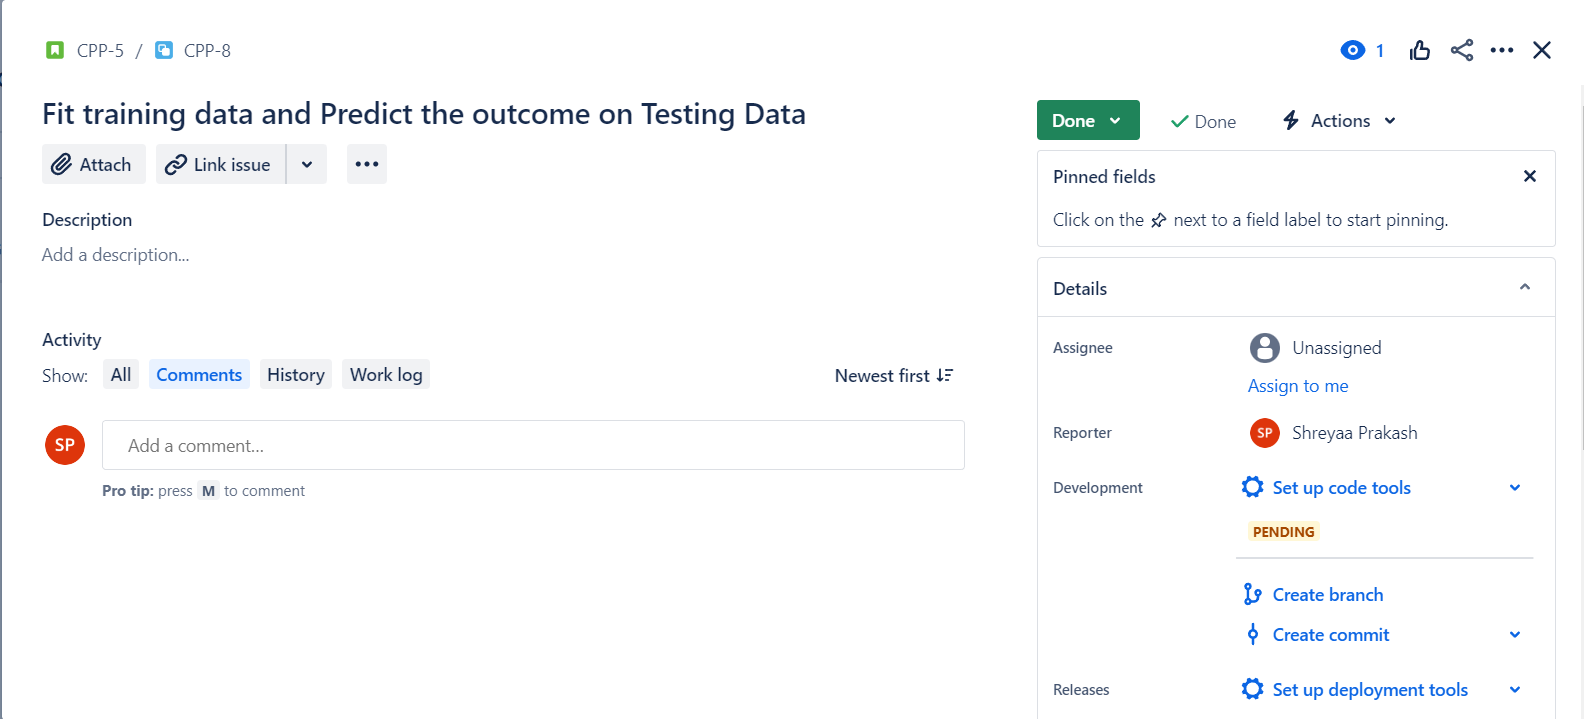 CPP-5 / CPP-8
1
Fit training data and Predict the outcome on Testing Data
Attach
Link issue
Description
Add a description...
Activity
Show: All Comments History Work log
Newest first
SP
Add a comment...
Pro tip: press M to comment
Done
Done
Actions
Pinned fields
Click on the next to a field label to start pinning.
Details
Assignee
Unassigned
Assign to me
Reporter
SP Shreyaa Prakash
Development
Set up code tools
PENDING
Create branch
Create commit
Releases
Set up deployment tools